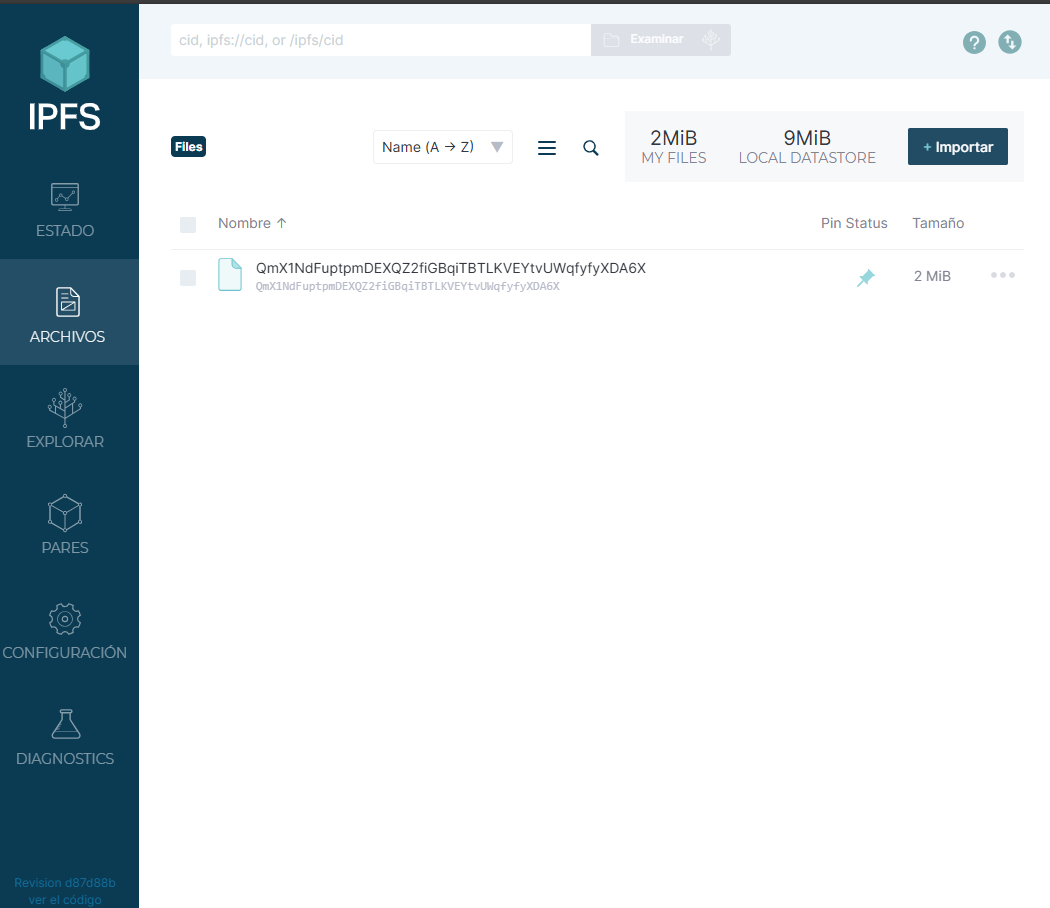 IPFS
ESTADO
ARCHIVOS
EXPLORAR
PARES
CONFIGURACIÓN
DIAGNOSTICS
Revision d87d88b
ver el código
cid, ipfs://cid, or /ipfs/cid
Examinar
?
Files
Name (A → Z)
2MiB
MY FILES
9MiB
LOCAL DATASTORE
+ Importar
Nombre ↑
Pin Status
Tamaño
QmX1NdFuptpmDEXQZ2fiGBqiTBTLKVEYtvUWqfyfyXDA6X
QmX1NdFuptpmDEXQZ2fiGBqiTBTLKVEYtvUWqfyfyXDA6X
2 MiB